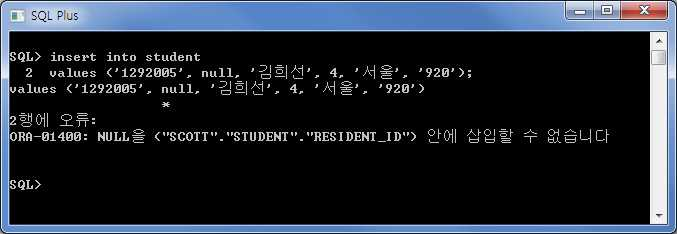 SQL Plus
SQL> insert into student
  2  values ('1292005', null, '김희선', 4, '서울', '920');
values ('1292005', null, '김희선', 4, '서울', '920')
                   *
2행에 오류:
ORA-01400: NULL을 ("SCOTT"."STUDENT"."RESIDENT_ID") 안에 삽입할 수 없습니다
SQL>